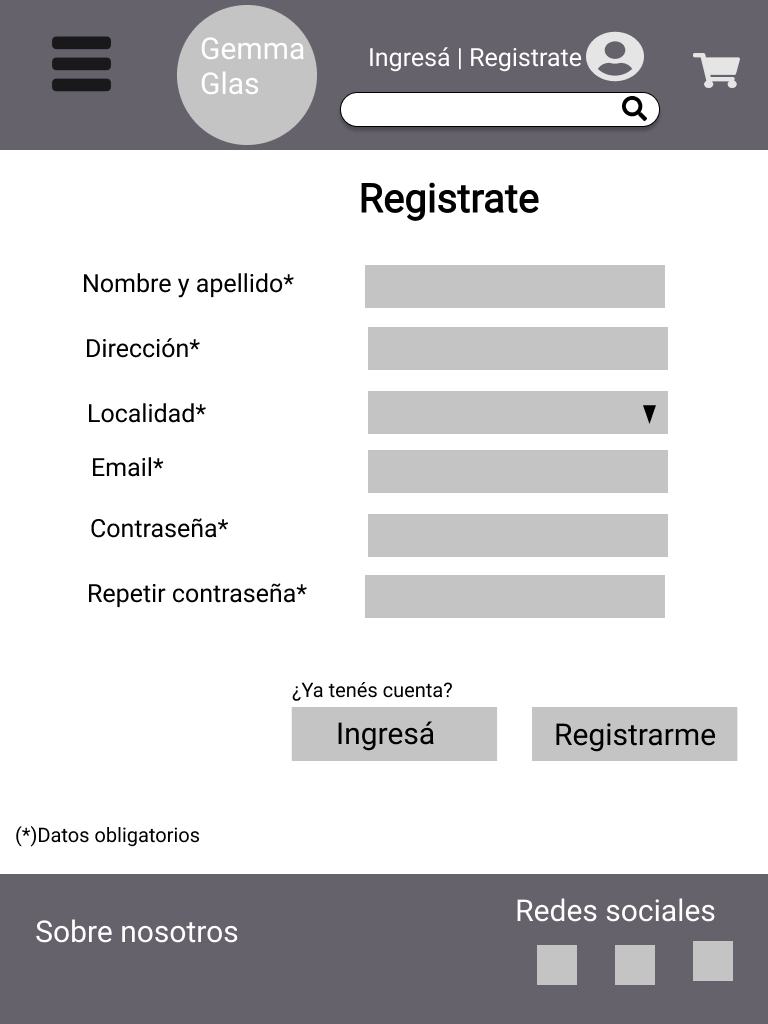 Gemma
Glas
Ingresá | Registrate
Registrate
Nombre y apellido*
Dirección*
Localidad*
Email*
Contraseña*
Repetir contraseña*
¿Ya tenés cuenta?
Ingresá
Registrarme
(*)Datos obligatorios
Sobre nosotros
Redes sociales